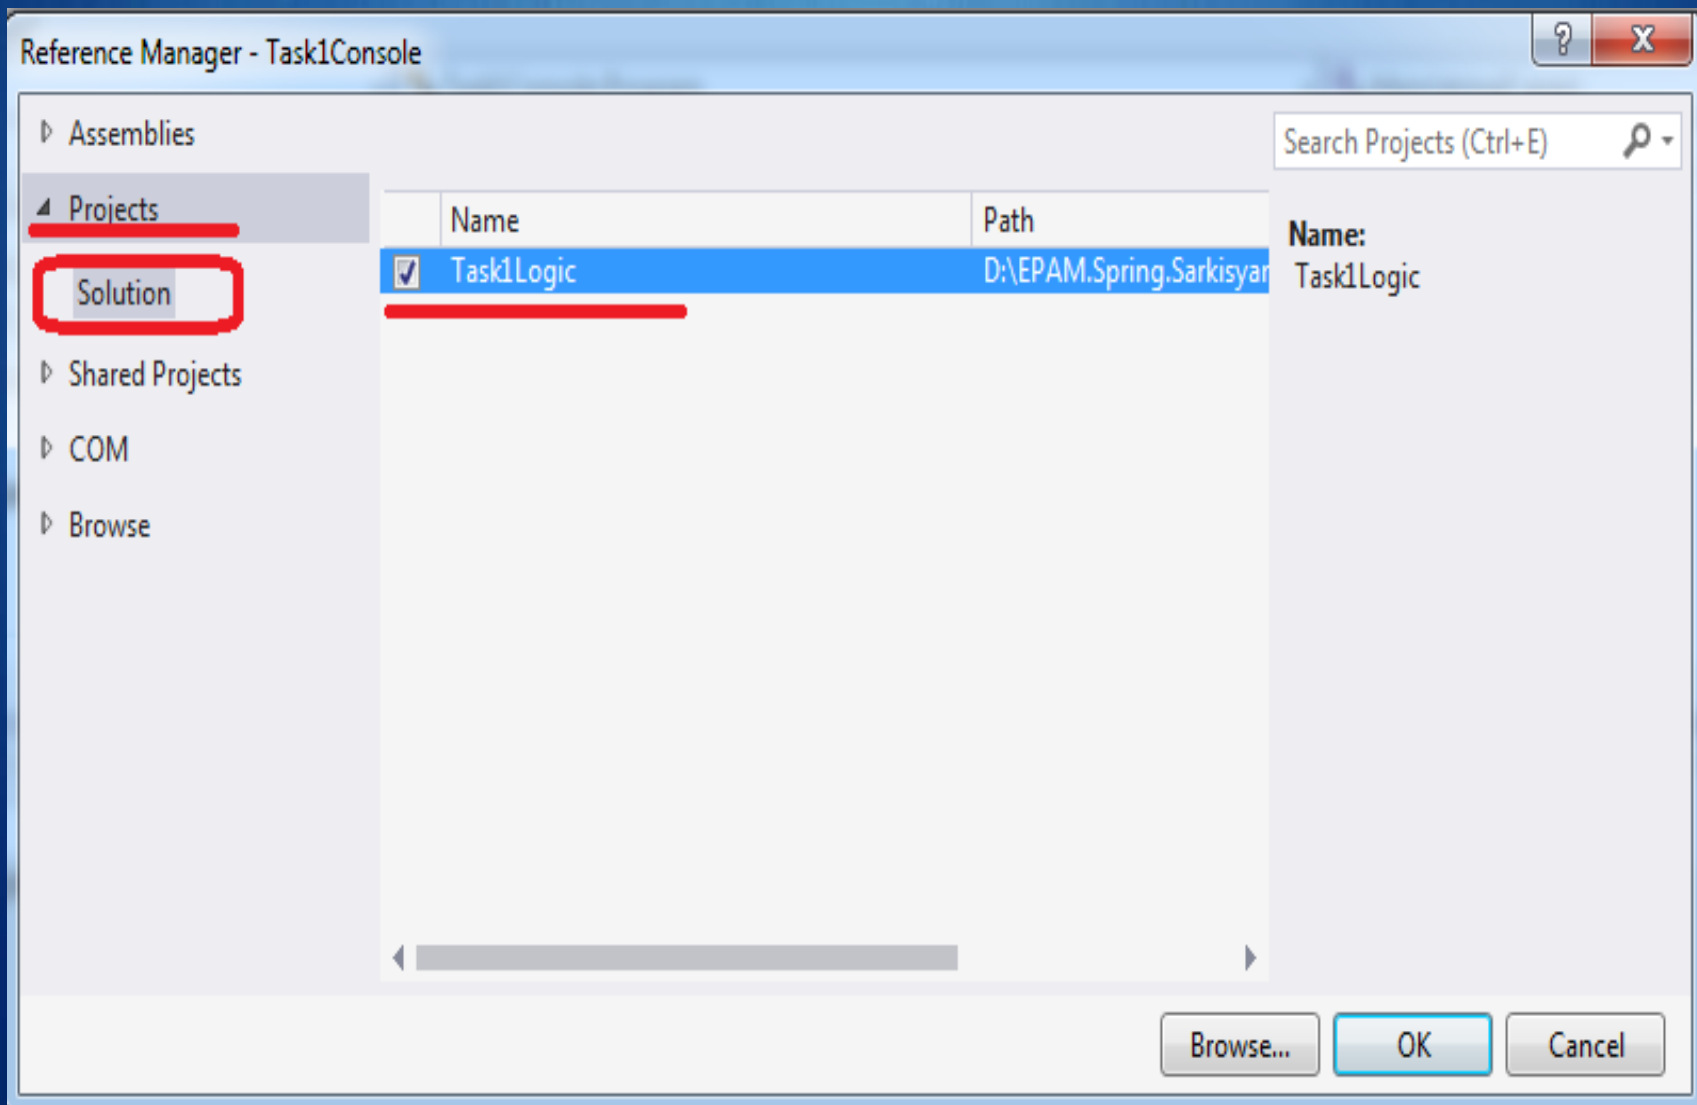 Reference Manager - Task1Console
Assemblies
Projects
Solution
Shared Projects
COM
Browse
Name Path
Task1Logic D:\EPAM.Spring.Sarkisyan
Search Projects (Ctrl+E)
Name:
Task1Logic
Browse... OK Cancel